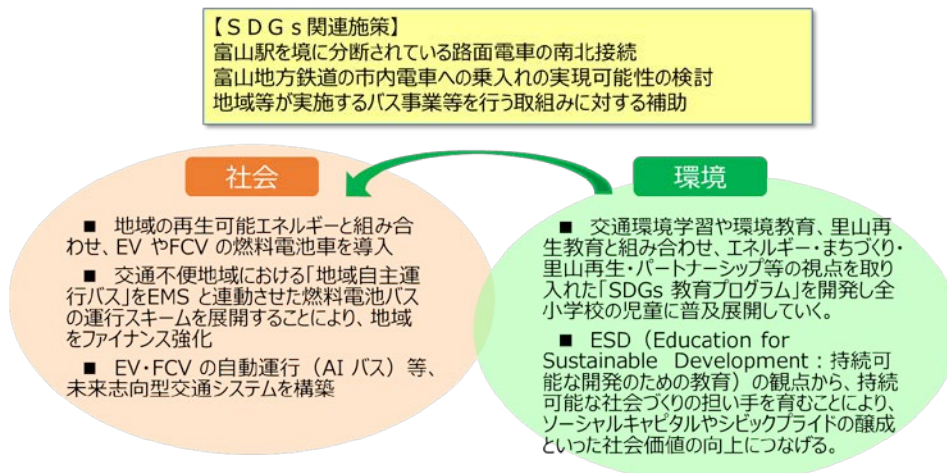 【ＳＤＧｓ関連施策】
富山駅を境に分断されている路面電車の南北接続
富山地方鉄道の市内電車への乗入れの実現可能性の検討
地域等が実施するバス事業等を行う取組みに対する補助
社会
■ 地域の再生可能エネルギーと組み合
わせ、EV やFCV の燃料電池車を導入
■ 交通不便地域における「地域自主運
行バス」をEMS と連動させた燃料電池バス
の運行スキームを展開することにより、地域
をファイナンス強化
■ EV・FCV の自動運行（AI バス）等、
未来志向型交通システムを構築
環境
■ 交通環境学習や環境教育、里山再
生教育と組み合わせ、エネルギー・まちづくり・
里山再生・パートナーシップ等の視点を取り
入れた「SDGs 教育プログラム」を開発し全
小学校の児童に普及展開していく。
■ ESD（Education for
Sustainable Development：持続可
能な開発のための教育）の観点から、持続
可能な社会づくりの担い手を育むことにより、
ソーシャルキャピタルやシビックプライドの醸成
といった社会価値の向上につなげる。